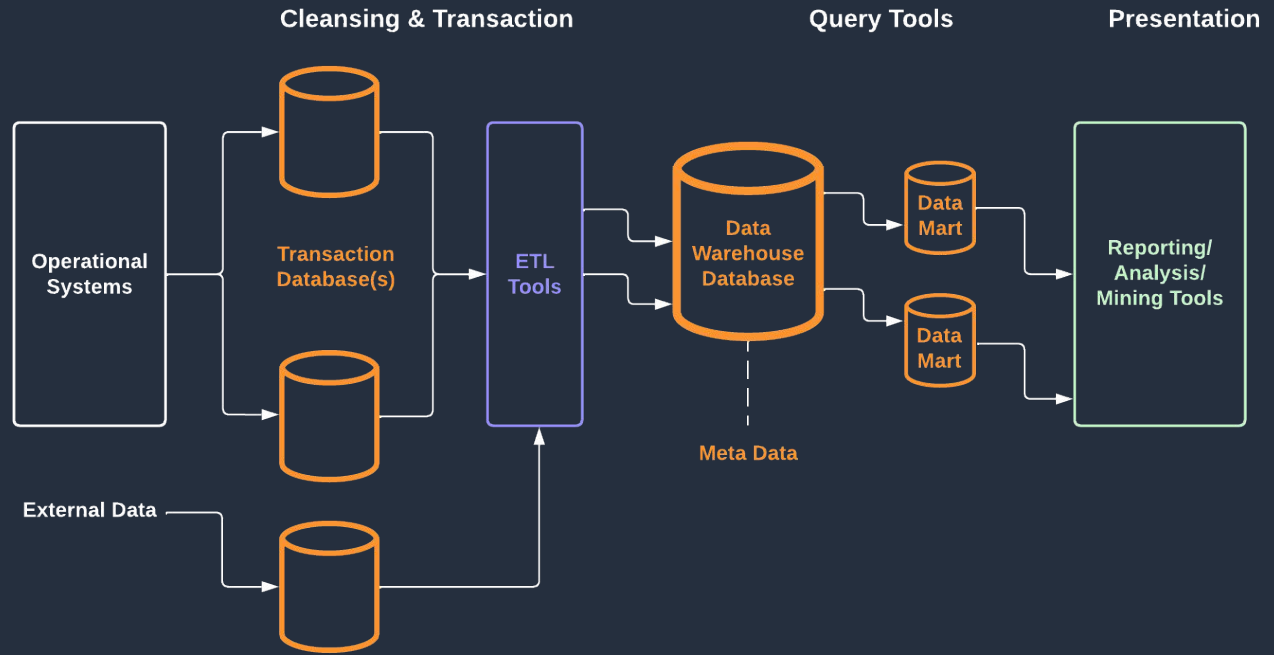 Cleansing & Transaction
Query Tools
Presentation
Operational
Systems
Transaction
Database(s)
ETL
Tools
Data
Warehouse
Database
Data
Mart
Data
Mart
Reporting/
Analysis/
Mining Tools
Meta Data
External Data